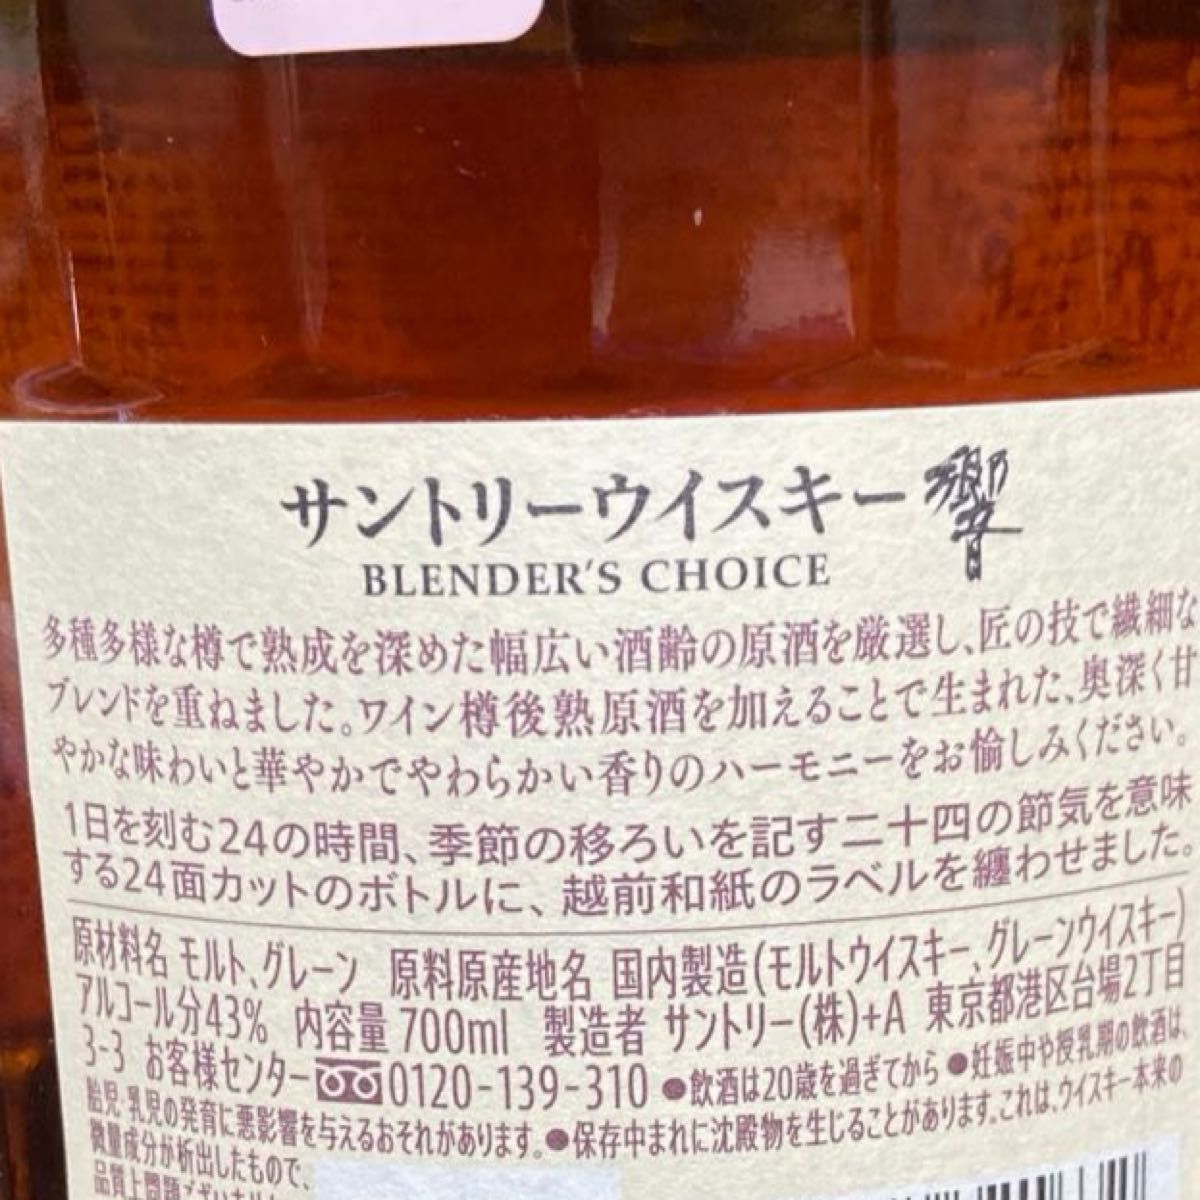 サントリーウイスキー 響
BLENDER'S CHOICE
多種多様な樽で熟成を深めた幅広い酒齢の原酒を厳選し、匠の技で繊細な
ブレンドを重ねました。ワイン樽後熟原酒を加えることで生まれた、奥深く甘
やかな味わいと華やかでやわらかい香りのハーモニーをお愉しみください。
1日を刻む24の時間、季節の移ろいを記す二十四の節気を意味
する24面カットのボトルに、越前和紙のラベルを纏わせました。
原材料名 モルト、グレーン 原料原産地名 国内製造(モルトウイスキー、グレーンウイスキー)
アルコール分43% 内容量 700ml 製造者 サントリー(株)+A 東京都港区台場2丁目
3-3 お客様センター 0120-139-310 ●飲酒は20歳を過ぎてから ●妊娠中や授乳期の飲酒は、
胎児・乳児の発育に悪影響を与えるおそれがあります。●保存中まれに沈殿物を生じることがあります。これは、ウイスキー本来の
微量成分が析出したもので、
品質上問題ございません